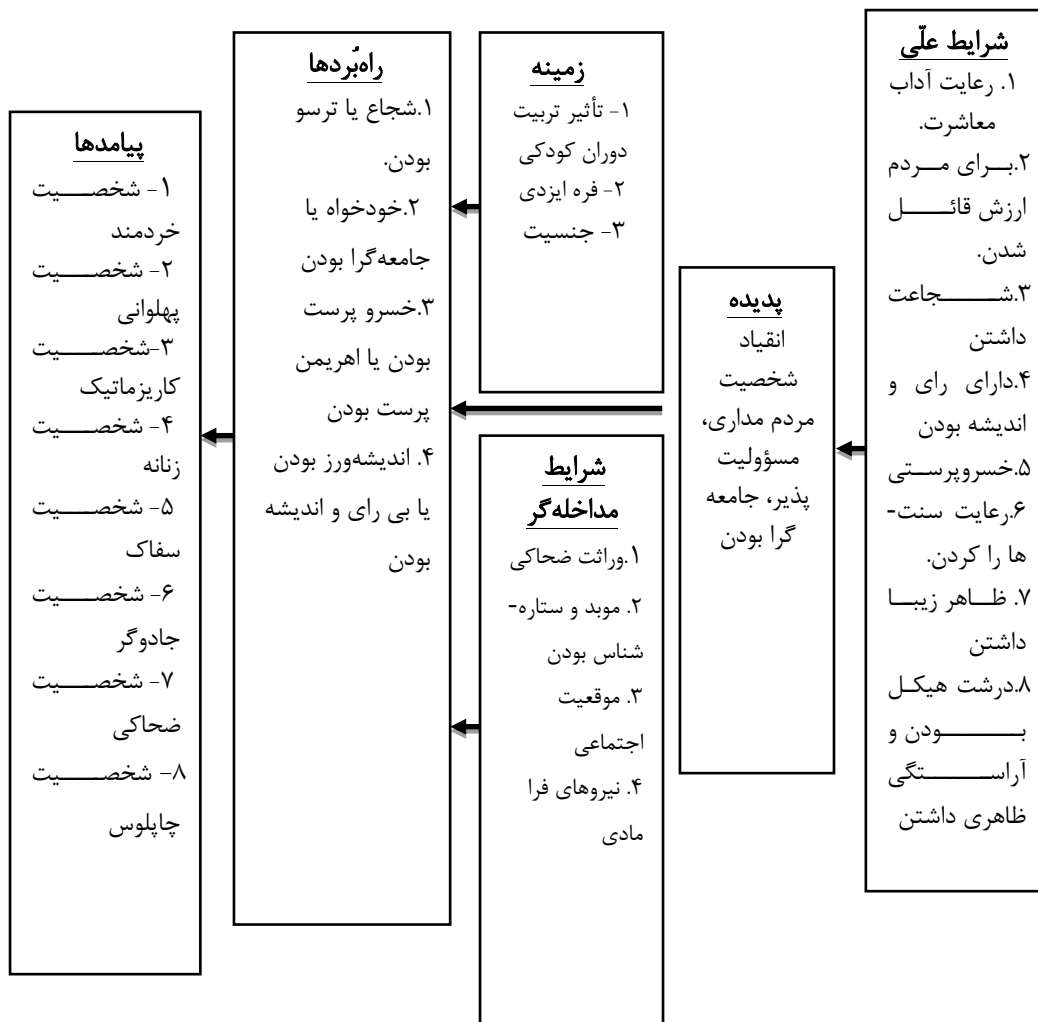 شرایط علّی
۱. رعایت آداب
معاشرت.
۲.برای مردم
ارزش قائل
شدن.
۳.شجاعت
داشتن
۴.دارای رای و
اندیشه بودن
۵.خسروپرستی
۶.رعایت سنت-
ها را کردن.
۷. ظاهر زیبا
داشتن
۸.درشت هیکل
بودن و
آراستگی
ظاهری داشتن
پدیده
انقیاد
شخصیت
مردم مداری،
مسؤولیت
پذیر، جامعه
گرا بودن
زمینه
۱- تأثیر تربیت
دوران کودکی
۲- فره ایزدی
۳- جنسیت
شرایط
مداخله‌گر
۱.وراثت ضحاکی
۲. موبد و ستاره-
شناس بودن
۳. موقعیت
اجتماعی
۴. نیروهای فرا
مادی
راه‌بُردها
۱.شجاع یا ترسو
بودن.
۲.خودخواه یا
جامعه‌گرا بودن
۳.خسرو پرست
بودن یا اهریمن
پرست بودن
۴. اندیشه‌ورز بودن
یا بی رای و اندیشه
بودن
پیامدها
۱- شخصیت
خردمند
۲- شخصیت
پهلوانی
۳-شخصیت
کاریزماتیک
۴- شخصیت
زنانه
۵- شخصیت
سفاک
۶- شخصیت
جادوگر
۷- شخصیت
ضحاکی
۸- شخصیت
چاپلوس